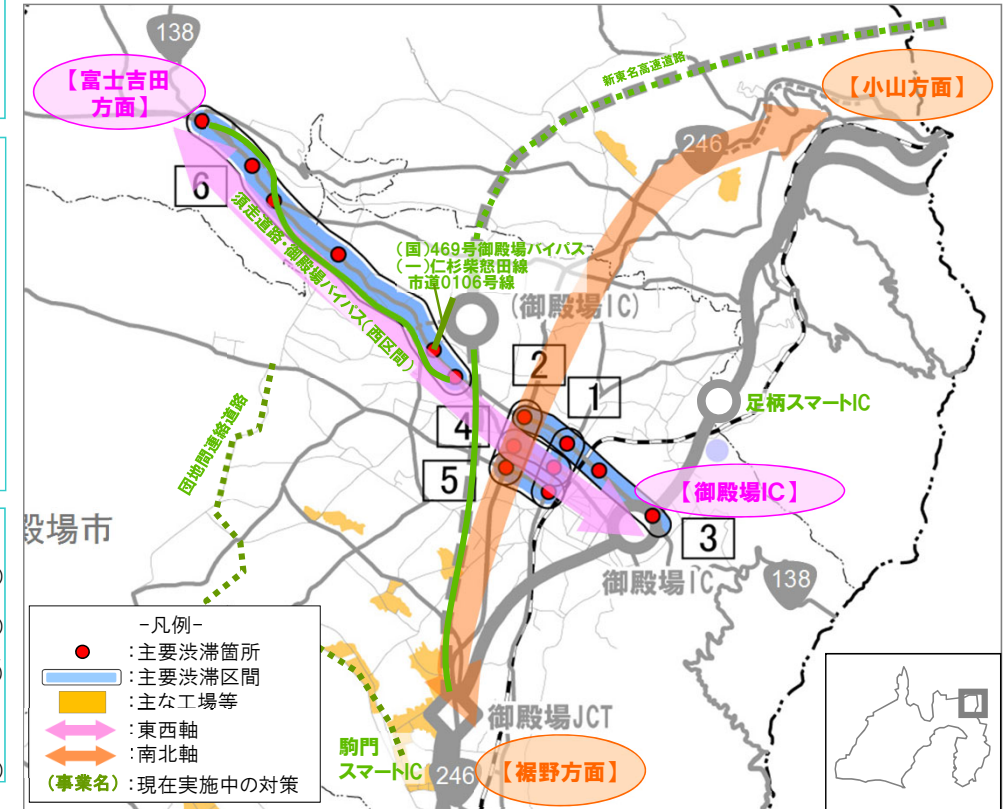 138
【富士吉田
方面】
新東名高速道路
【小山方面】
246
6
須走道路・御殿場バイパス(西区間)
(国)469号御殿場バイパス
(一)仁杉柴怒田線
市道0106号線
(御殿場IC)
2
1
足柄スマートIC
4
5
団地間連絡道路
【御殿場IC】
3
殿場市
御殿場IC
138
-凡例-
:主要渋滞箇所
:主要渋滞区間
:主な工場等
:東西軸
:南北軸
(事業名):現在実施中の対策
御殿場JCT
駒門
スマートIC
246
【裾野方面】
)
)
)
)